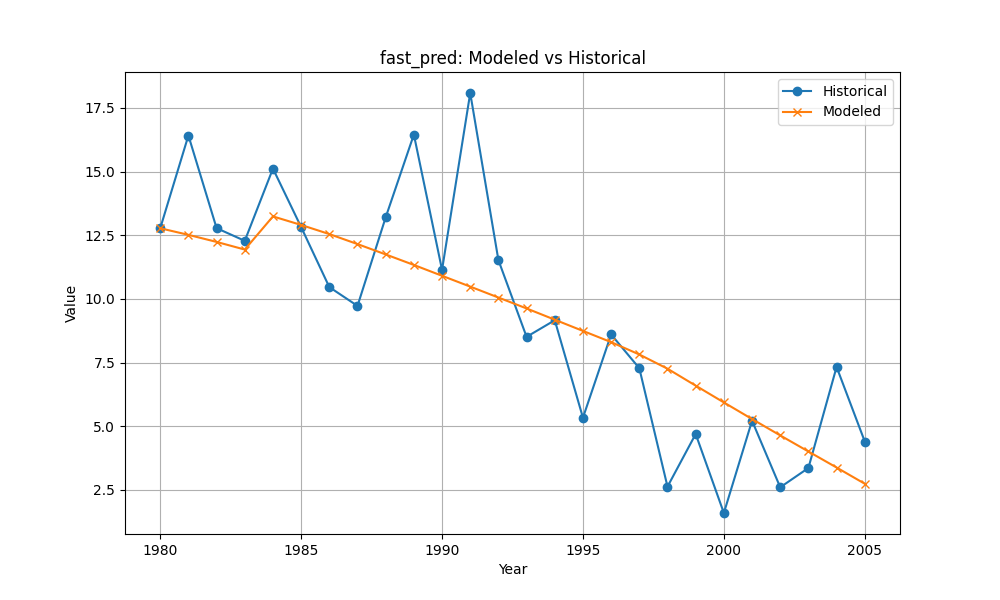 fast_pred: Modeled vs Historical
Historical
Modeled
Value
17.5
15.0
12.5
10.0
7.5
5.0
2.5
1980
1985
1990
1995
2000
2005
Year